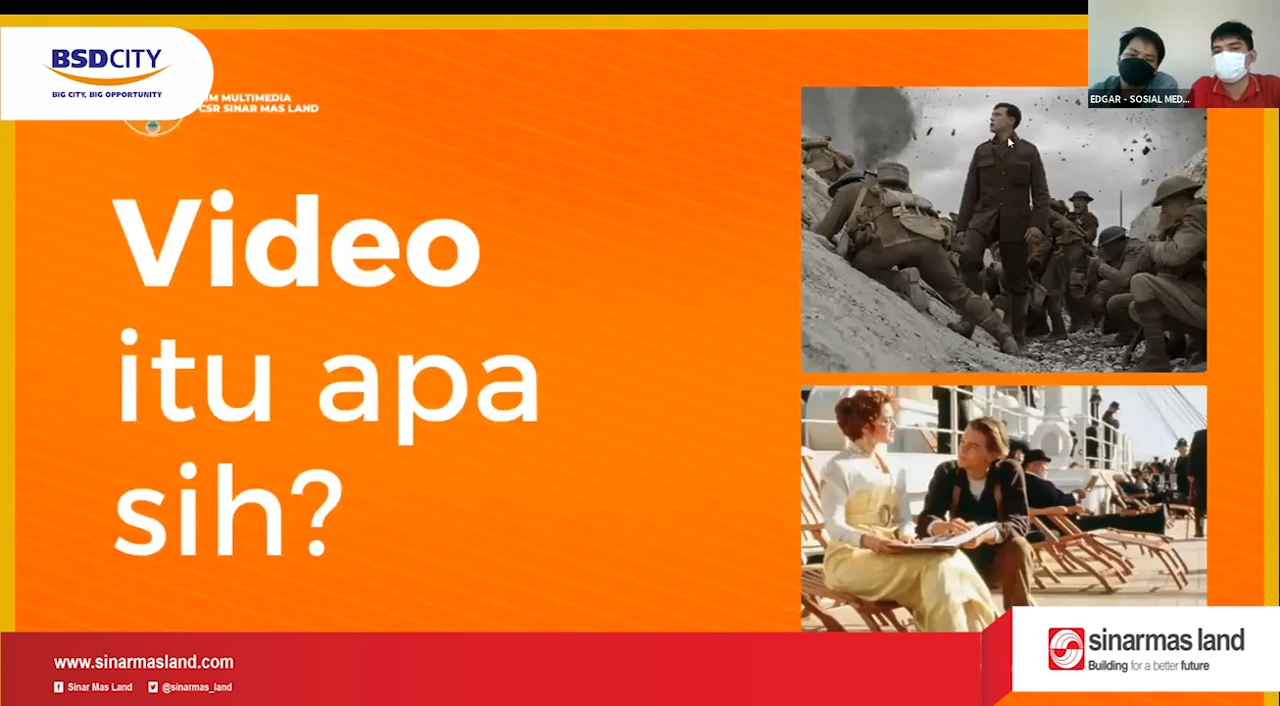 BSDCITY
BIG CITY, BIG OPPORTUNITY
MULTIMEDIA
CSR SINAR MAS LAND
EDGAR - SOSIAL MED...
Video
itu apa
sih?
www.sinarmasland.com
Sinar Mas Land
@sinarmas_land
sinarmas land
Building for a better future